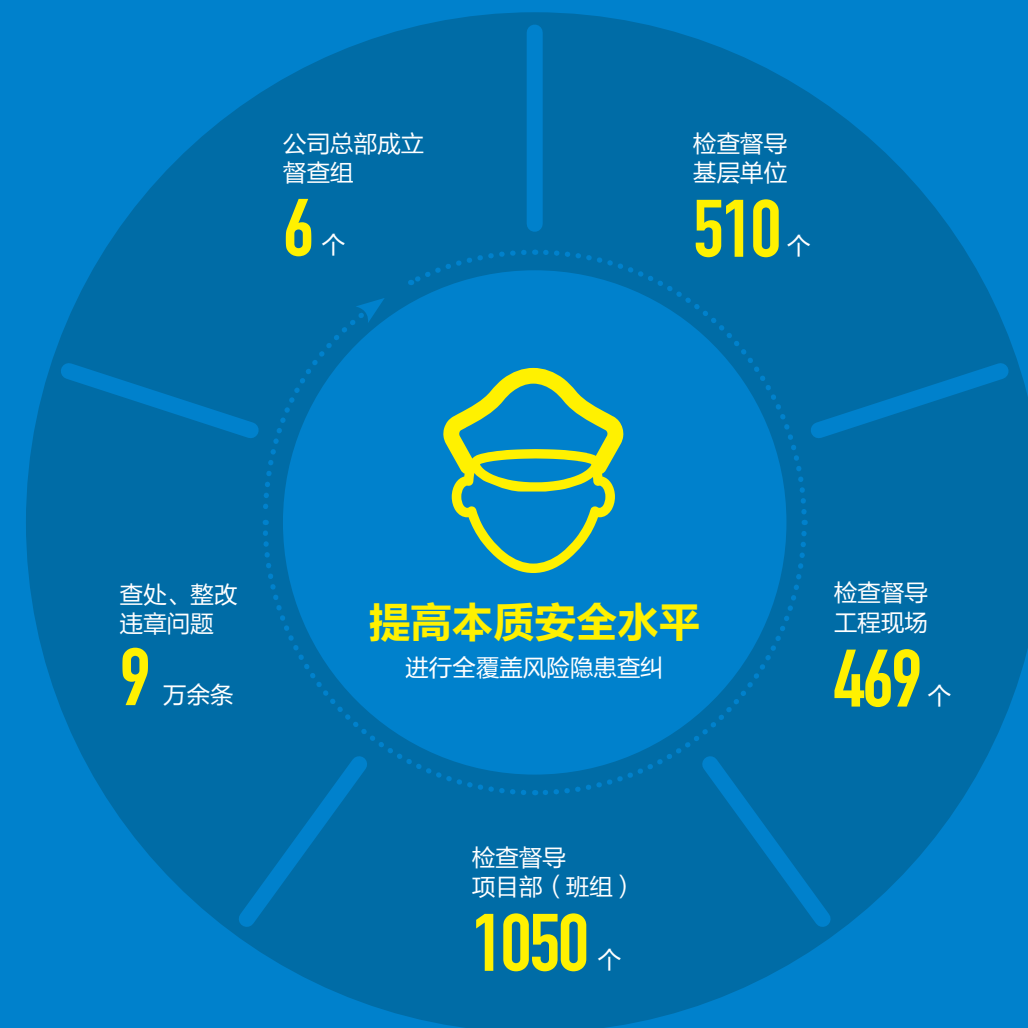 公司总部成立
督查组
6 个
检查督导
基层单位
510 个
检查督导
工程现场
469 个
检查督导
项目部（班组）
1050 个
查处、整改
违章问题
9 万余条
提高本质安全水平
进行全覆盖风险隐患查纠